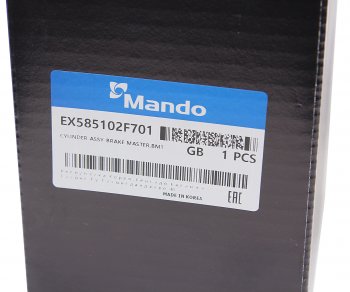 Mando
EX585102F701
CYLINDER ASSY-BRAKE MASTER,BM1
GB 1 PCS
MADE IN KOREA
EAC